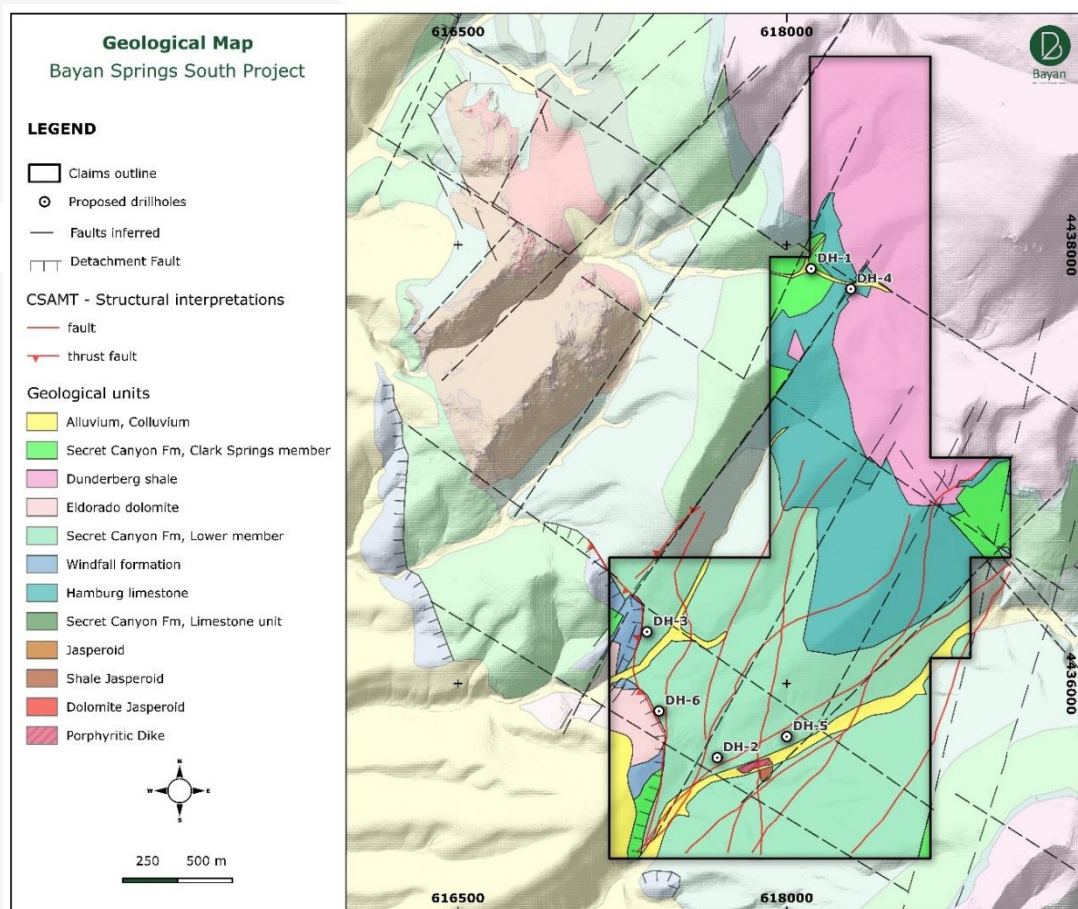 Geological Map
Bayan Springs South Project
LEGEND
Claims outline
Proposed drillholes
Faults inferred
Detachment Fault
CSAMT - Structural interpretations
fault
thrust fault
Geological units
Alluvium, Colluvium
Secret Canyon Fm, Clark Springs member
Dunderberg shale
Eldorado dolomite
Secret Canyon Fm, Lower member
Windfall formation
Hamburg limestone
Secret Canyon Fm, Limestone unit
Jasperoid
Shale Jasperoid
Dolomite Jasperoid
Porphyritic Dike
N
W E
S
250 500 m
616500
618000
Bayan
4438000
DH-1
DH-4
DH-3
4436000
DH-6
DH-5
DH-2
616500
618000